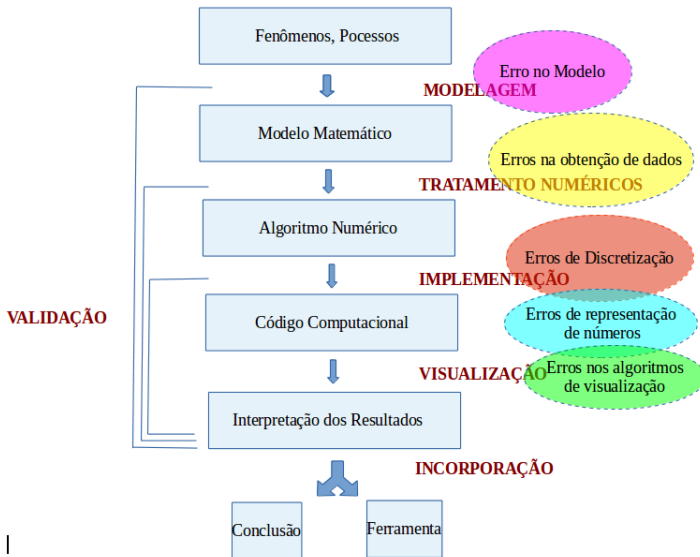 Fenômenos, Pocessos
Erro no Modelo
MODELAGEM
Modelo Matemático
Erros na obtenção de dados
TRATAMENTO NUMÉRICOS
Algoritmo Numérico
Erros de Discretização
IMPLEMENTAÇÃO
VALIDAÇÃO
Código Computacional
Erros de representação
de números
VISUALIZAÇÃO
Erros nos algoritmos
de visualização
Interpretação dos Resultados
INCORPORAÇÃO
Conclusão
Ferramenta